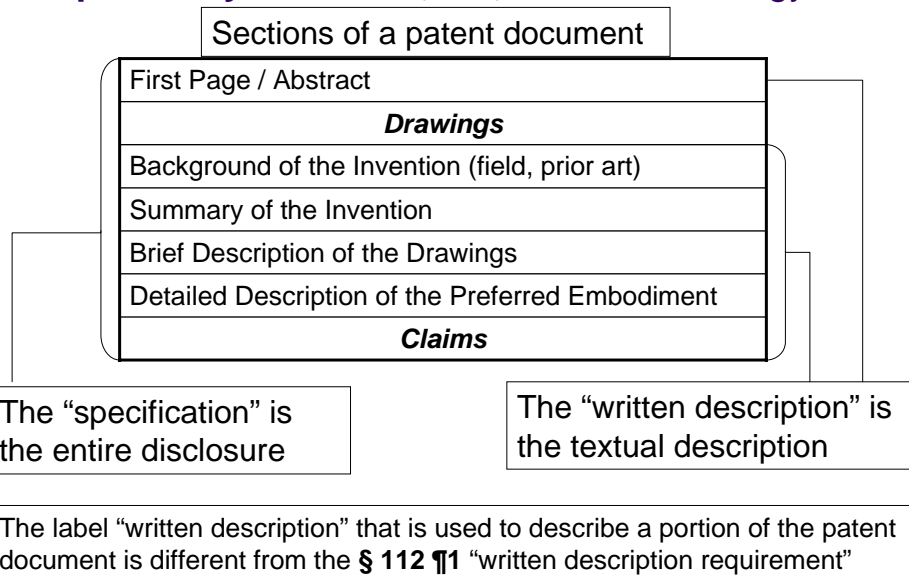 Sections of a patent document
First Page / Abstract
Drawings
Background of the Invention (field, prior art)
Summary of the Invention
Brief Description of the Drawings
Detailed Description of the Preferred Embodiment
Claims
The “specification” is
the entire disclosure
The “written description” is
the textual description
The label “written description” that is used to describe a portion of the patent
document is different from the § 112 ¶1 “written description requirement”